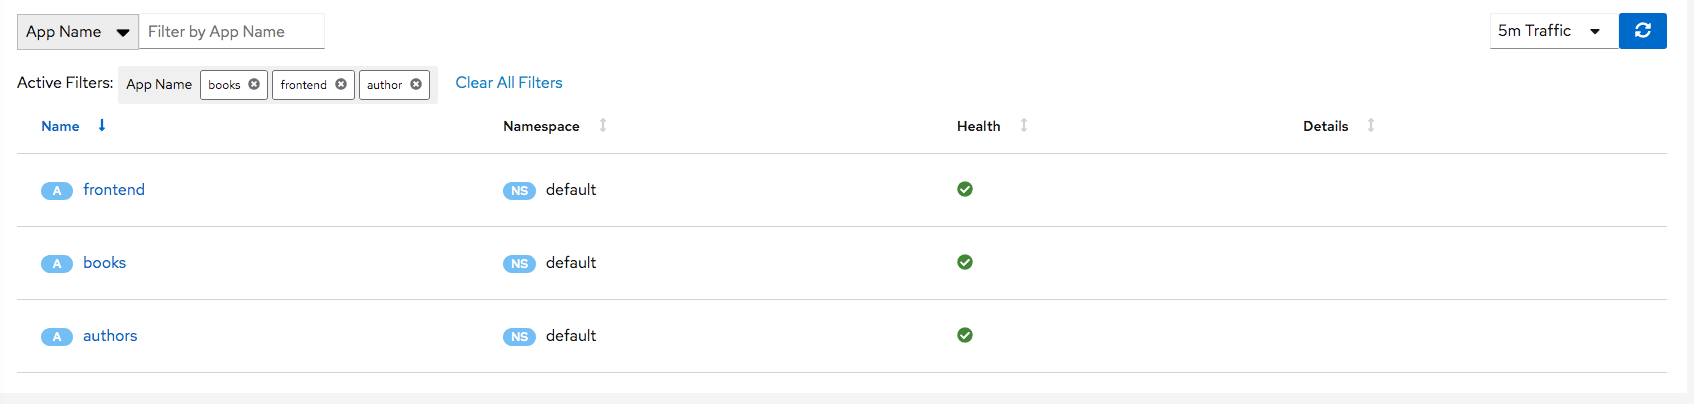 App Name Filter by App Name 5m Traffic
Active Filters: App Name books frontend author Clear All Filters
Name Namespace Health Details
A frontend NS default
A books NS default
A authors NS default